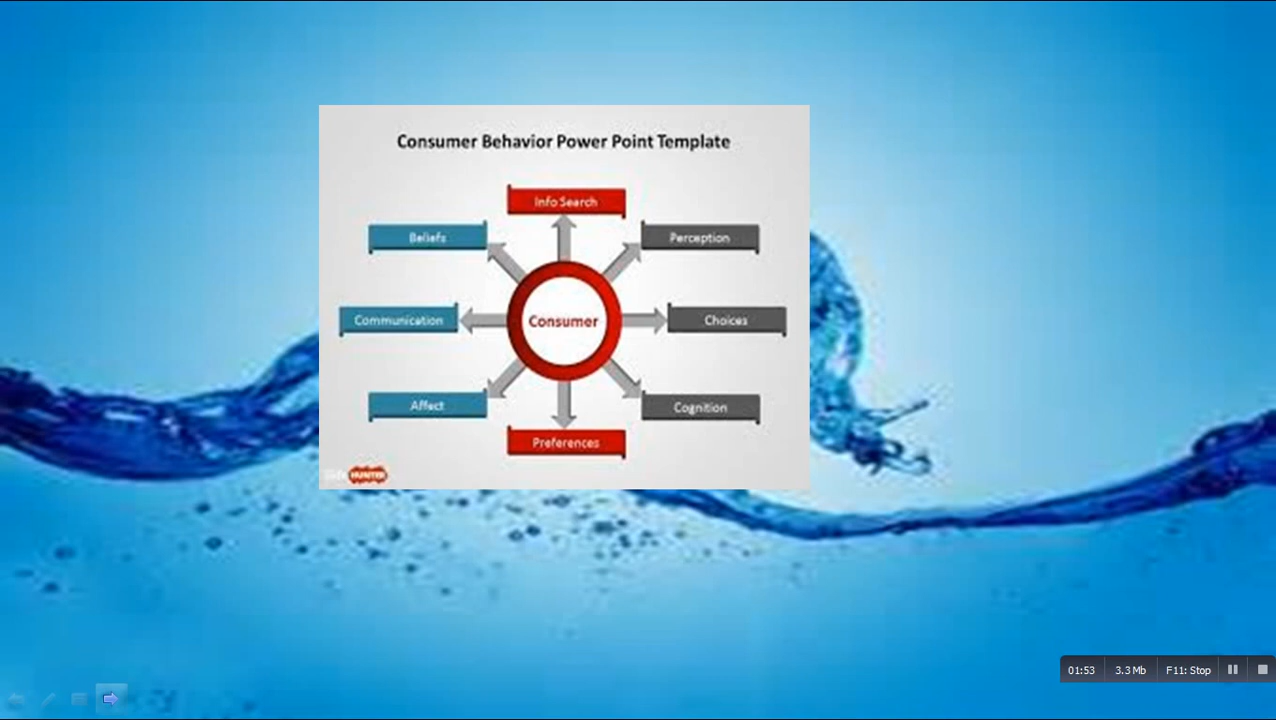 Consumer Behavior Power Point Template
Info Search
Beliefs
Perception
Communication
Consumer
Choices
Affect
Cognition
Preferences
HUNTER
01:53
3.3 Mb
F11: Stop